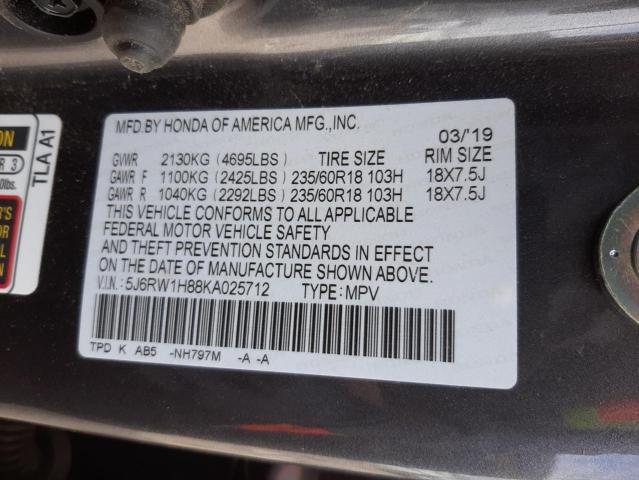 MFD.BY HONDA OF AMERICA MFG.,INC. 03/'19
GVWR 2130KG (4695LBS) TIRE SIZE RIM SIZE
GAWR F 1100KG (2425LBS) 235/60R18 103H 18X7.5J
GAWR R 1040KG (2292LBS) 235/60R18 103H 18X7.5J
THIS VEHICLE CONFORMS TO ALL APPLICABLE
FEDERAL MOTOR VEHICLE SAFETY
AND THEFT PREVENTION STANDARDS IN EFFECT
ON THE DATE OF MANUFACTURE SHOWN ABOVE.
V.I.N.: 5J6RW1H88KA025712 TYPE: MPV
TPD K AB5 -NH797M -A -A
TLA A1
ON
R 3
0lbs.